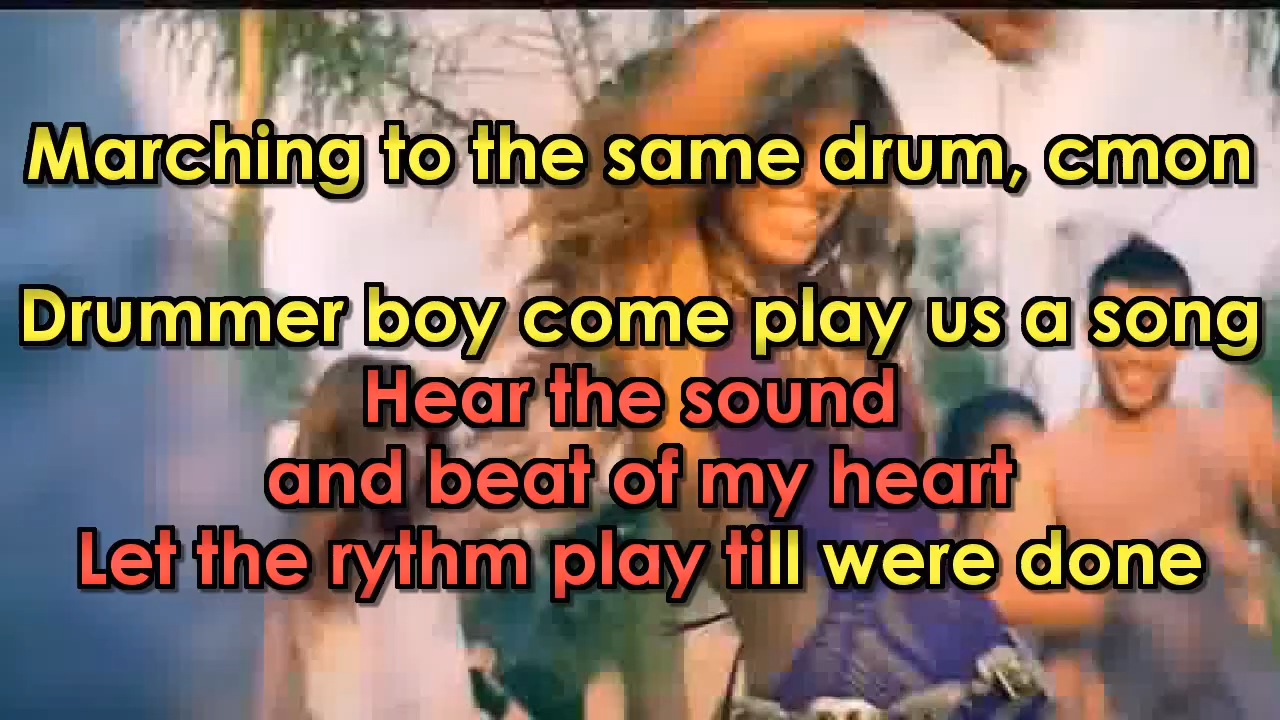 Marching to the same drum, cmon
Drummer boy come play us a song
Hear the sound
and beat of my heart
Let the rythm play till were done